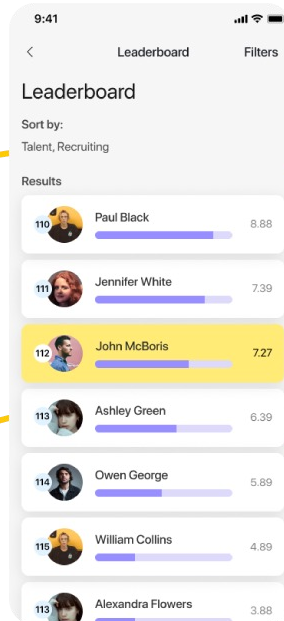 9:41
Leaderboard Filters
Leaderboard
Sort by:
Talent, Recruiting
Results
110 Paul Black 8.88
111 Jennifer White 7.39
112 John McBoris 7.27
113 Ashley Green 6.39
114 Owen George 5.89
115 William Collins 4.89
113 Alexandra Flowers 3.88